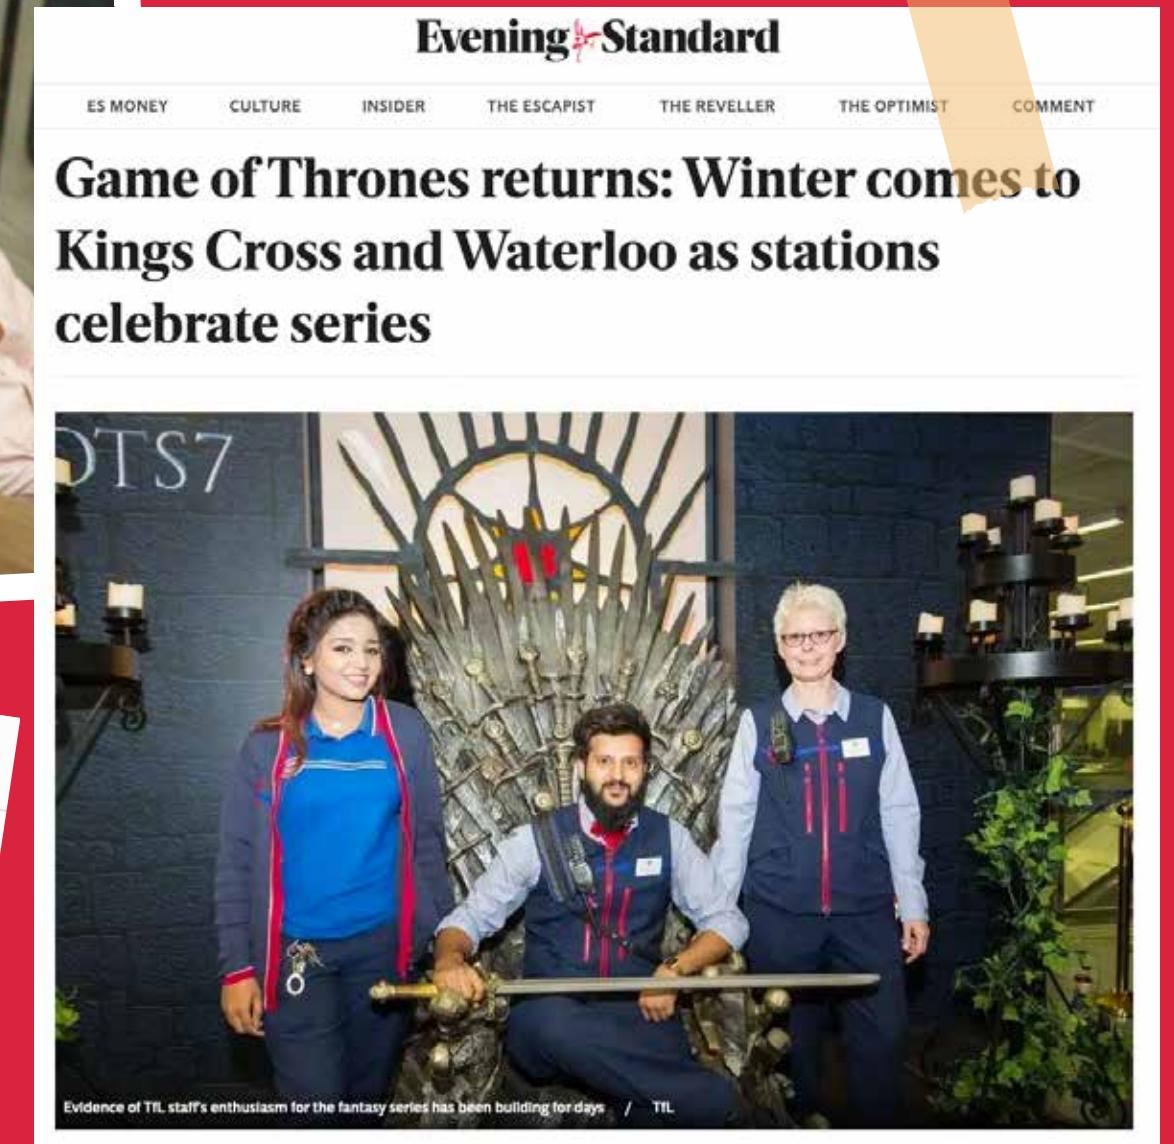 Evening Standard
ES MONEY CULTURE INSIDER THE ESCAPIST THE REVELLER THE OPTIMIST COMMENT
Game of Thrones returns: Winter comes to
Kings Cross and Waterloo as stations
celebrate series
OTS7
Evidence of TfL staff's enthusiasm for the fantasy series has been building for days / TfL